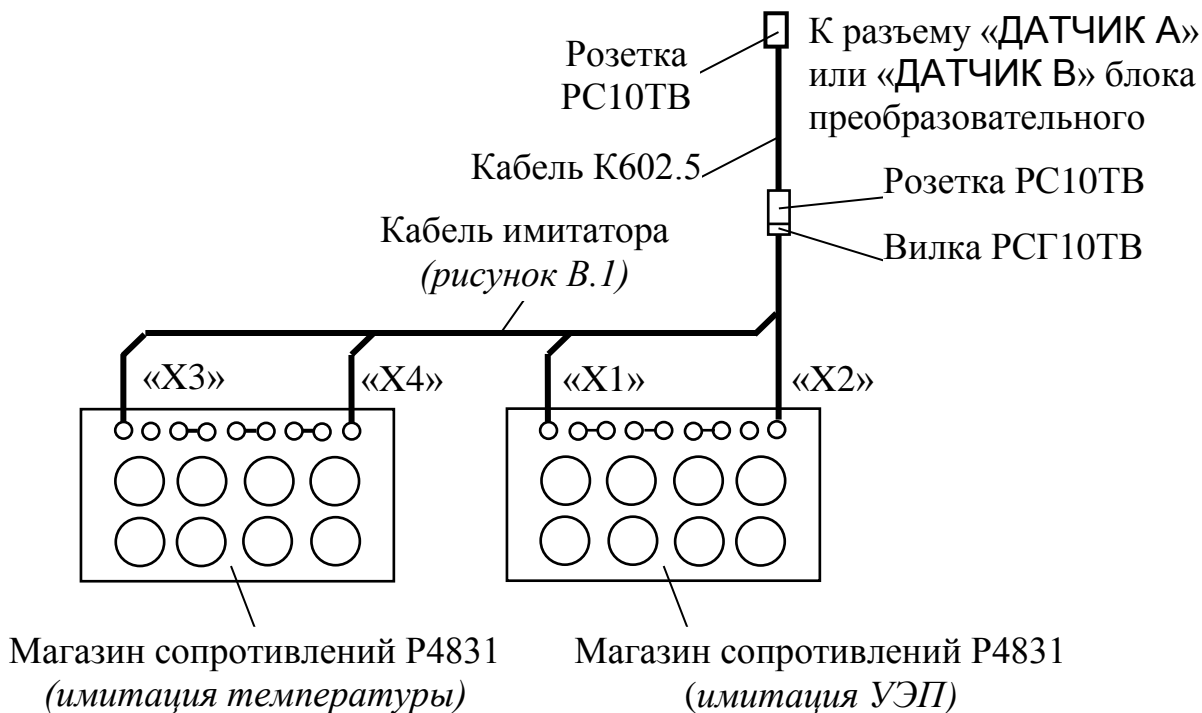 Розетка
РС10ТВ
К разъему «ДАТЧИК А»
или «ДАТЧИК В» блока
преобразовательного
Кабель К602.5
Розетка РС10ТВ
Вилка РСГ10ТВ
Кабель имитатора
(рисунок В.1)
«Х3»
«Х4»
«Х1»
«Х2»
Магазин сопротивлений Р4831
(имитация температуры)
Магазин сопротивлений Р4831
(имитация УЭП)